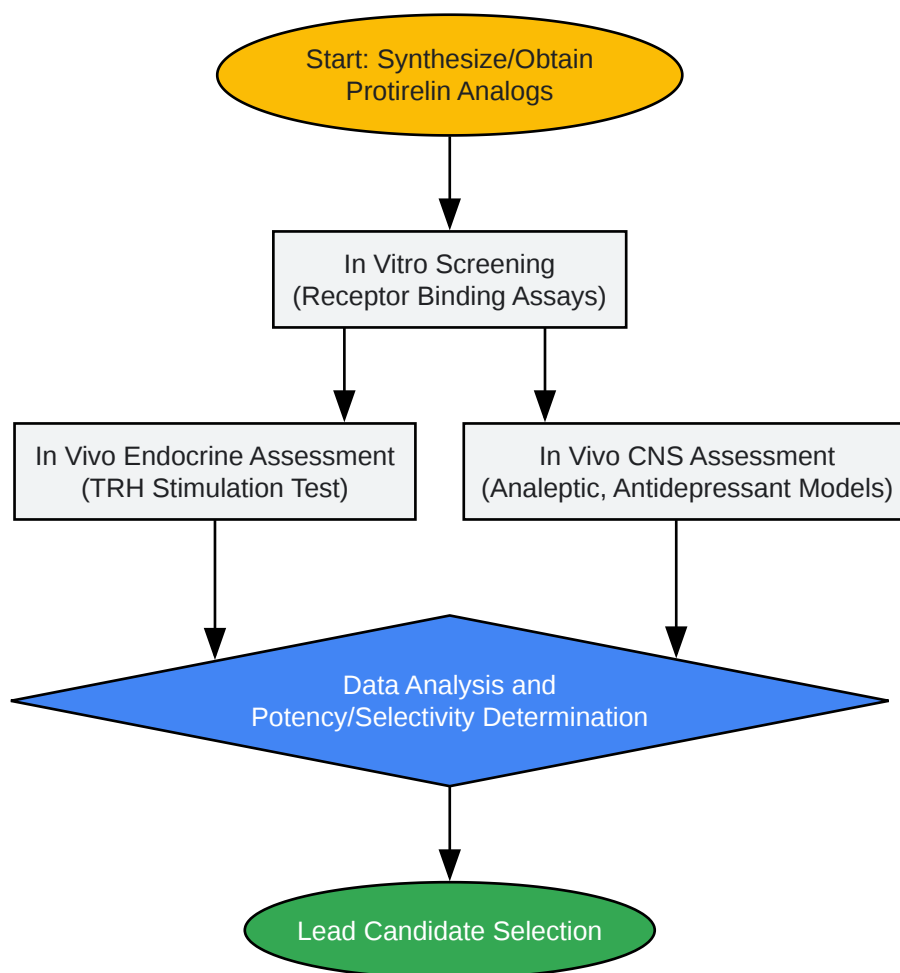 Start: Synthesize/Obtain
Protirelin Analogs
In Vitro Screening
(Receptor Binding Assays)
In Vivo Endocrine Assessment
(TRH Stimulation Test)
In Vivo CNS Assessment
(Analeptic, Antidepressant Models)
Data Analysis and
Potency/Selectivity Determination
Lead Candidate Selection